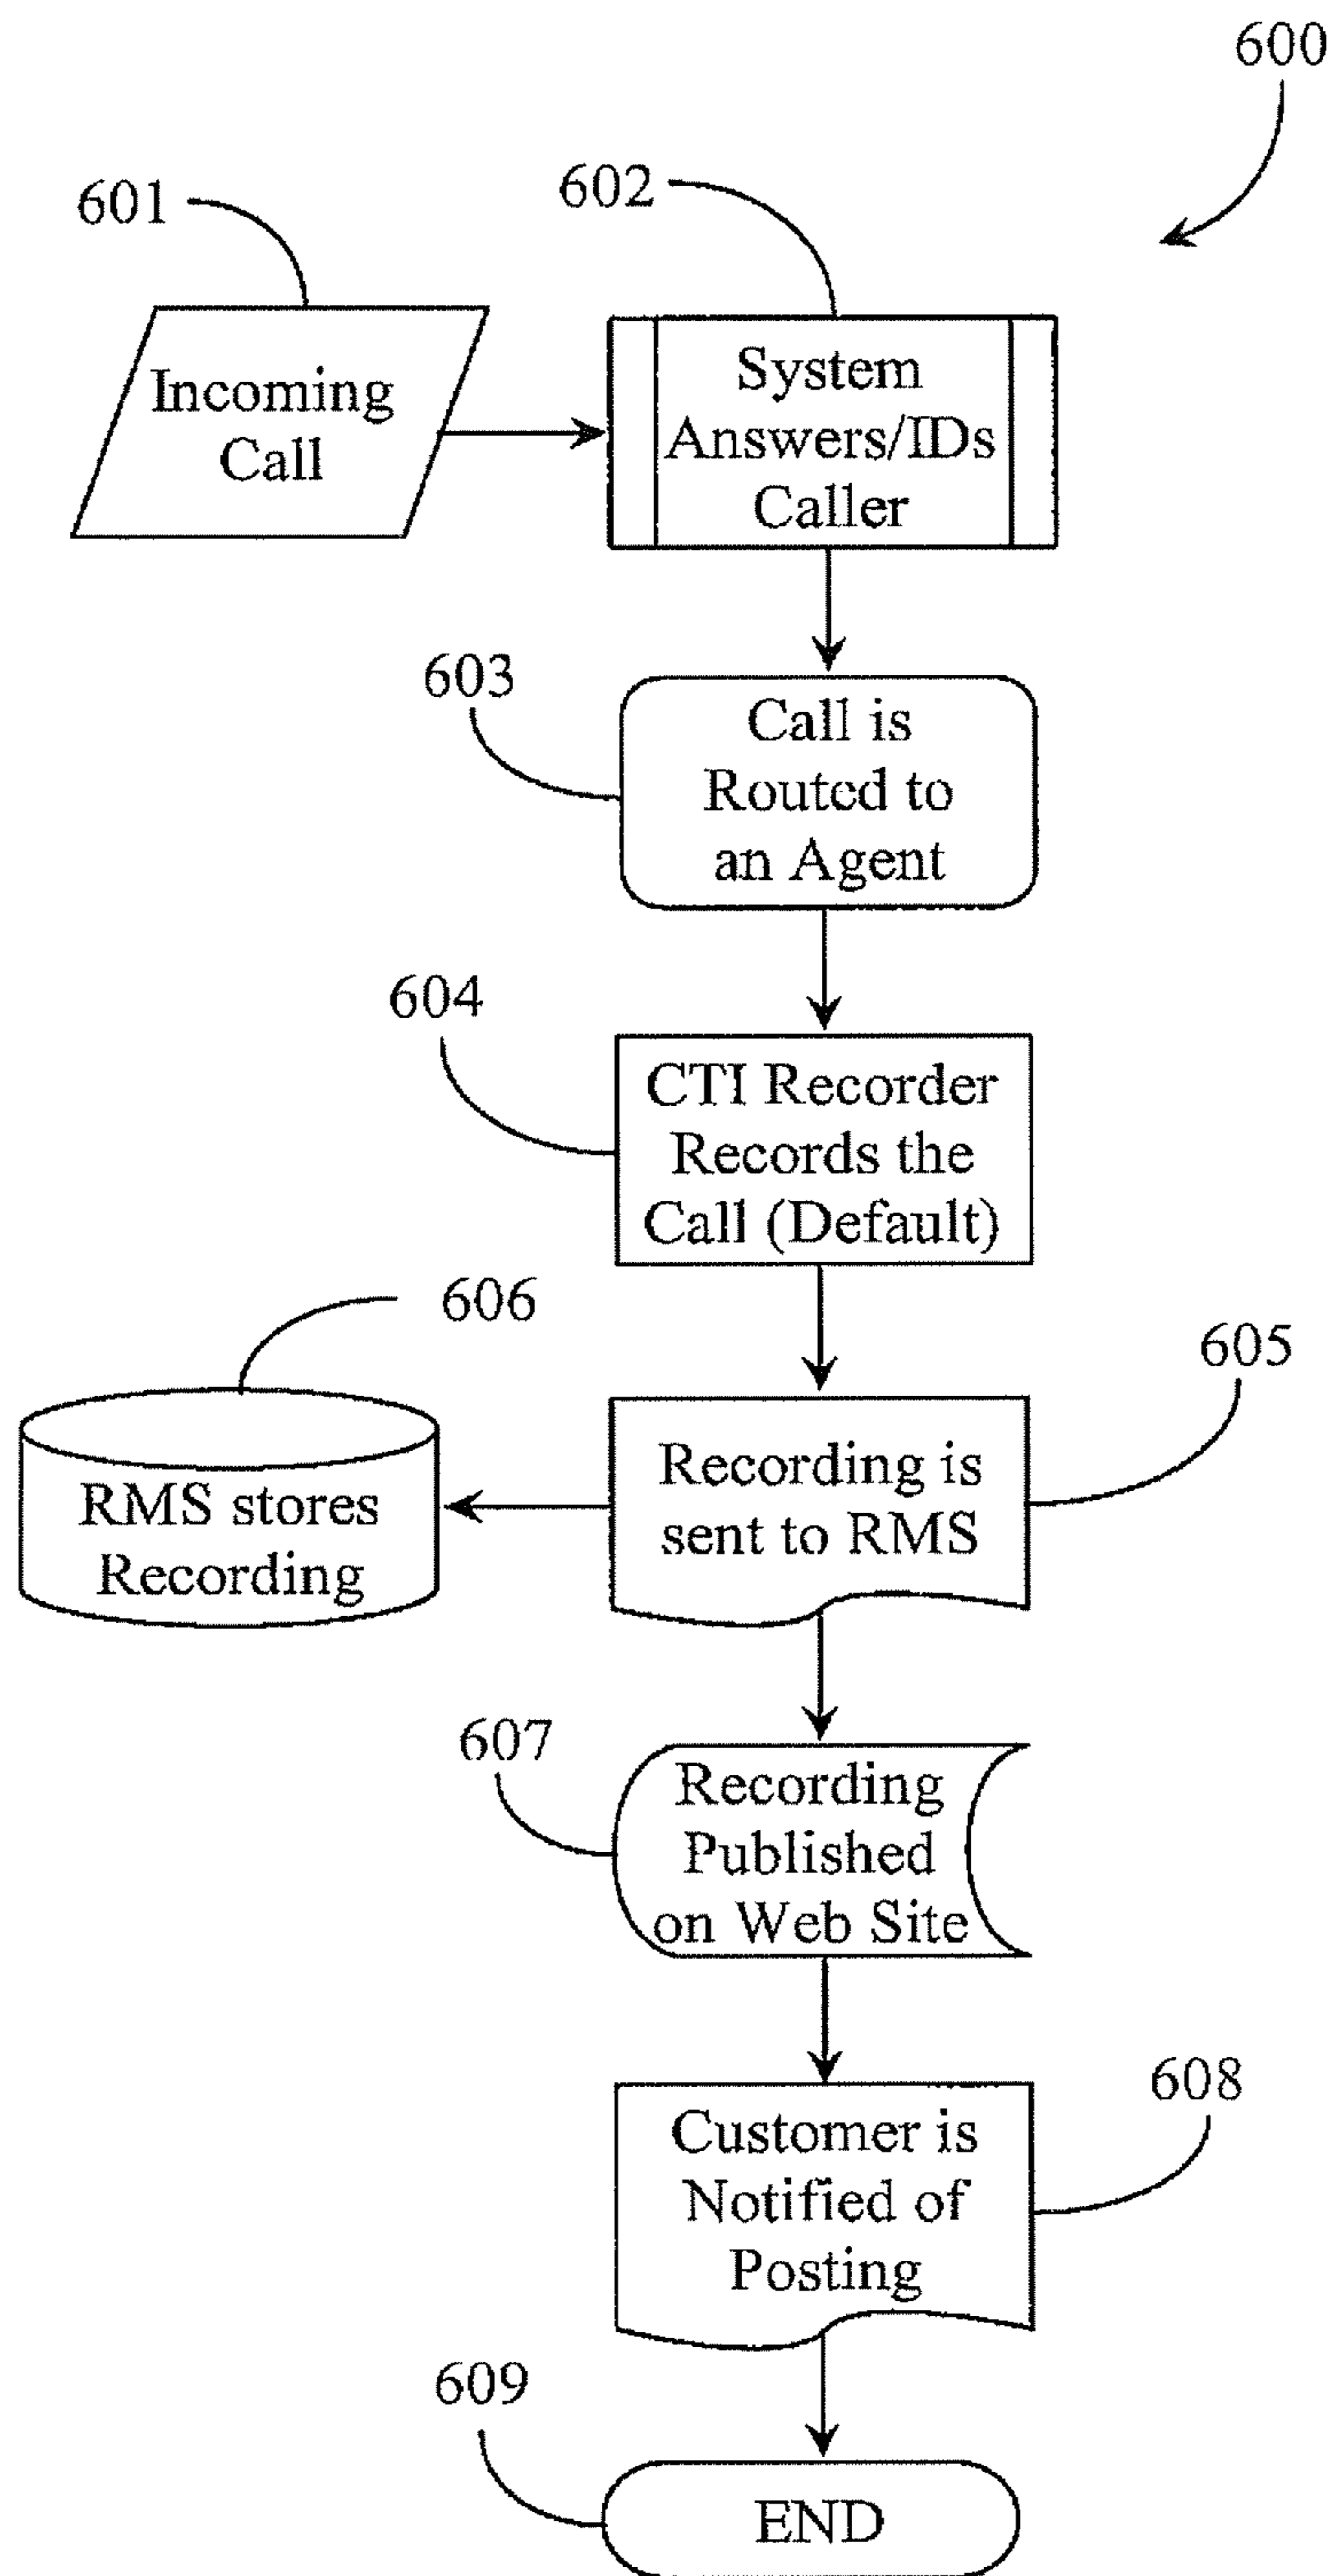 600
601
602
Incoming
Call
System
Answers/IDs
Caller
603
Call is
Routed to
an Agent
604
CTI Recorder
Records the
Call (Default)
606
605
RMS stores
Recording
Recording is
sent to RMS
607
Recording
Published
on Web Site
608
Customer is
Notified of
Posting
609
END